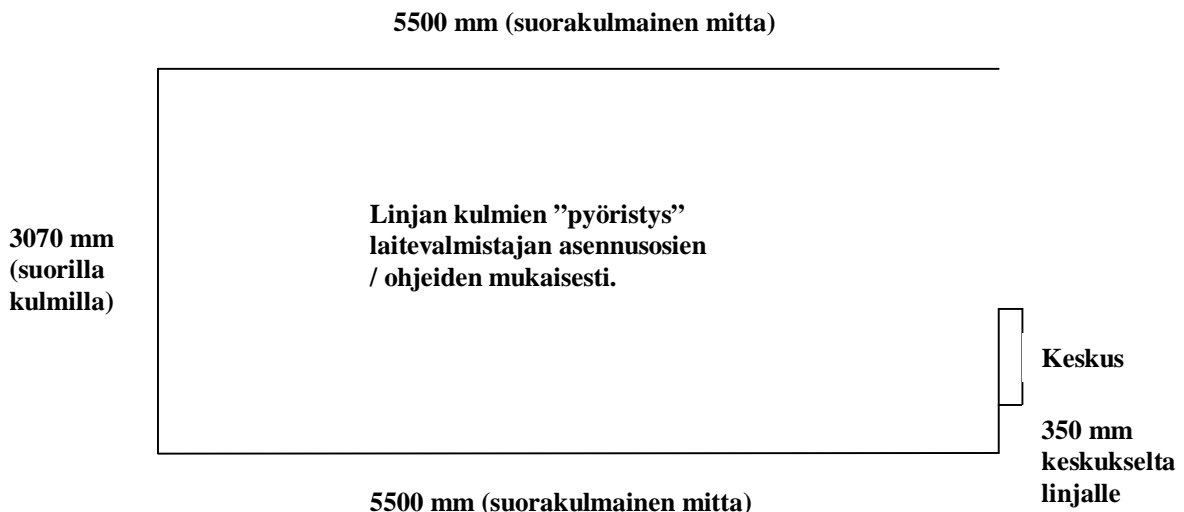 5500 mm (suorakulmainen mitta)
Linjan kulmien ”pyöristys”
laitevalmistajan asennusosien
/ ohjeiden mukaisesti.
3070 mm
(suorilla
kulmilla)
Keskus
350 mm
keskukselta
linjalle
5500 mm (suorakulmainen mitta)